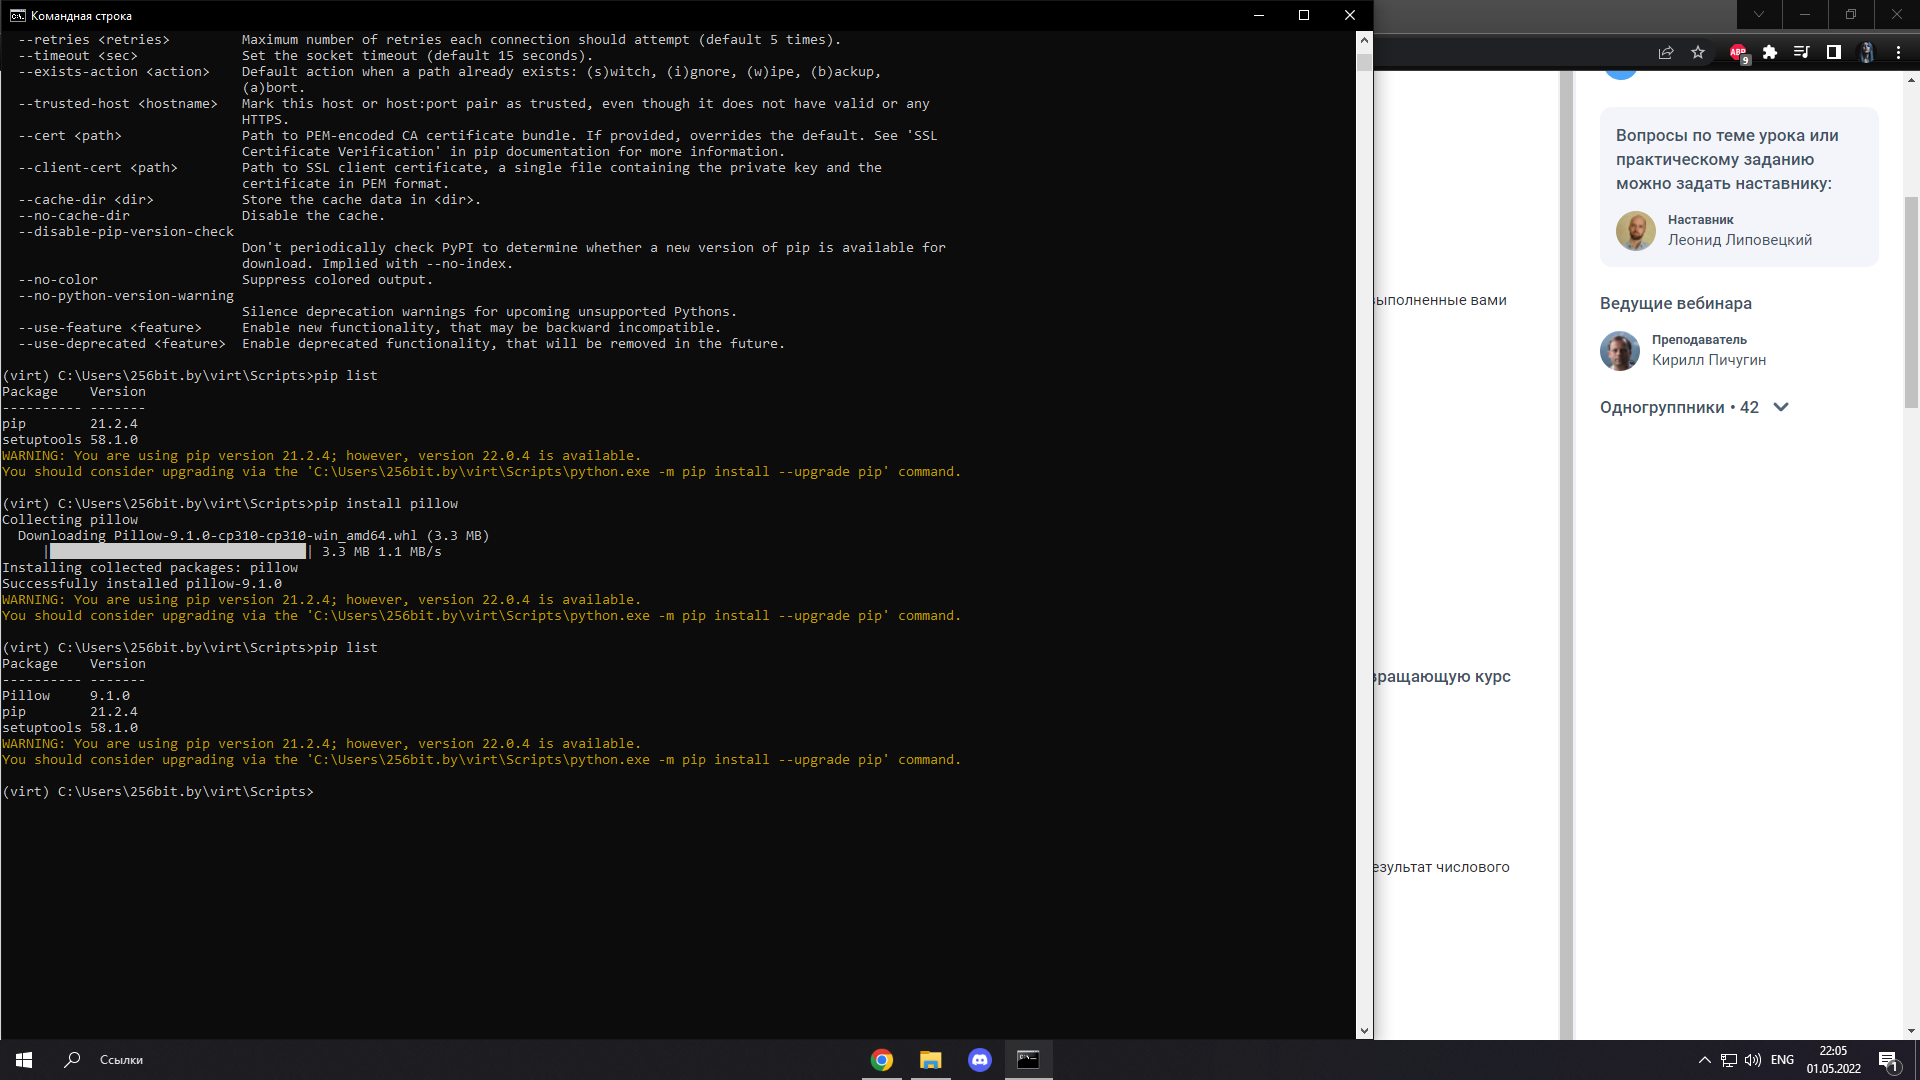 Командная строка
--retries <retries> Maximum number of retries each connection should attempt (default 5 times).
--timeout <sec> Set the socket timeout (default 15 seconds).
--exists-action <action> Default action when a path already exists: (s)witch, (i)gnore, (w)ipe, (b)ackup,
(a)bort.
--trusted-host <hostname> Mark this host or host:port pair as trusted, even though it does not have valid or any
HTTPS.
--cert <path> Path to PEM-encoded CA certificate bundle. If provided, overrides the default. See 'SSL
Certificate Verification' in pip documentation for more information.
--client-cert <path> Path to SSL client certificate, a single file containing the private key and the
certificate in PEM format.
--cache-dir <dir> Store the cache data in <dir>.
--no-cache-dir Disable the cache.
--disable-pip-version-check
Don't periodically check PyPI to determine whether a new version of pip is available for
download. Implied with --no-index.
--no-color Suppress colored output.
--no-python-version-warning
Silence deprecation warnings for upcoming unsupported Pythons.
--use-feature <feature> Enable new functionality, that may be backward incompatible.
--use-deprecated <feature> Enable deprecated functionality, that will be removed in the future.
(virt) C:\Users\256bit.by\virt\Scripts>pip list
Package Version
---------- -------
pip 21.2.4
setuptools 58.1.0
WARNING: You are using pip version 21.2.4; however, version 22.0.4 is available.
You should consider upgrading via the 'C:\Users\256bit.by\virt\Scripts\python.exe -m pip install --upgrade pip' command.
(virt) C:\Users\256bit.by\virt\Scripts>pip install pillow
Collecting pillow
Downloading Pillow-9.1.0-cp310-cp310-win_amd64.whl (3.3 MB)
| | 3.3 MB 1.1 MB/s
Installing collected packages: pillow
Successfully installed pillow-9.1.0
WARNING: You are using pip version 21.2.4; however, version 22.0.4 is available.
You should consider upgrading via the 'C:\Users\256bit.by\virt\Scripts\python.exe -m pip install --upgrade pip' command.
(virt) C:\Users\256bit.by\virt\Scripts>pip list
Package Version
---------- -------
Pillow 9.1.0
pip 21.2.4
setuptools 58.1.0
WARNING: You are using pip version 21.2.4; however, version 22.0.4 is available.
You should consider upgrading via the 'C:\Users\256bit.by\virt\Scripts\python.exe -m pip install --upgrade pip' command.
(virt) C:\Users\256bit.by\virt\Scripts>
ABP
9
выполненные вами
вращающую курс
езультат числового
Вопросы по теме урока или
практическому заданию
можно задать наставнику:
Наставник
Леонид Липовецкий
Ведущие вебинара
Преподаватель
Кирилл Пичугин
Одногруппники • 42
Ссылки
ENG
22:05
01.05.2022
1